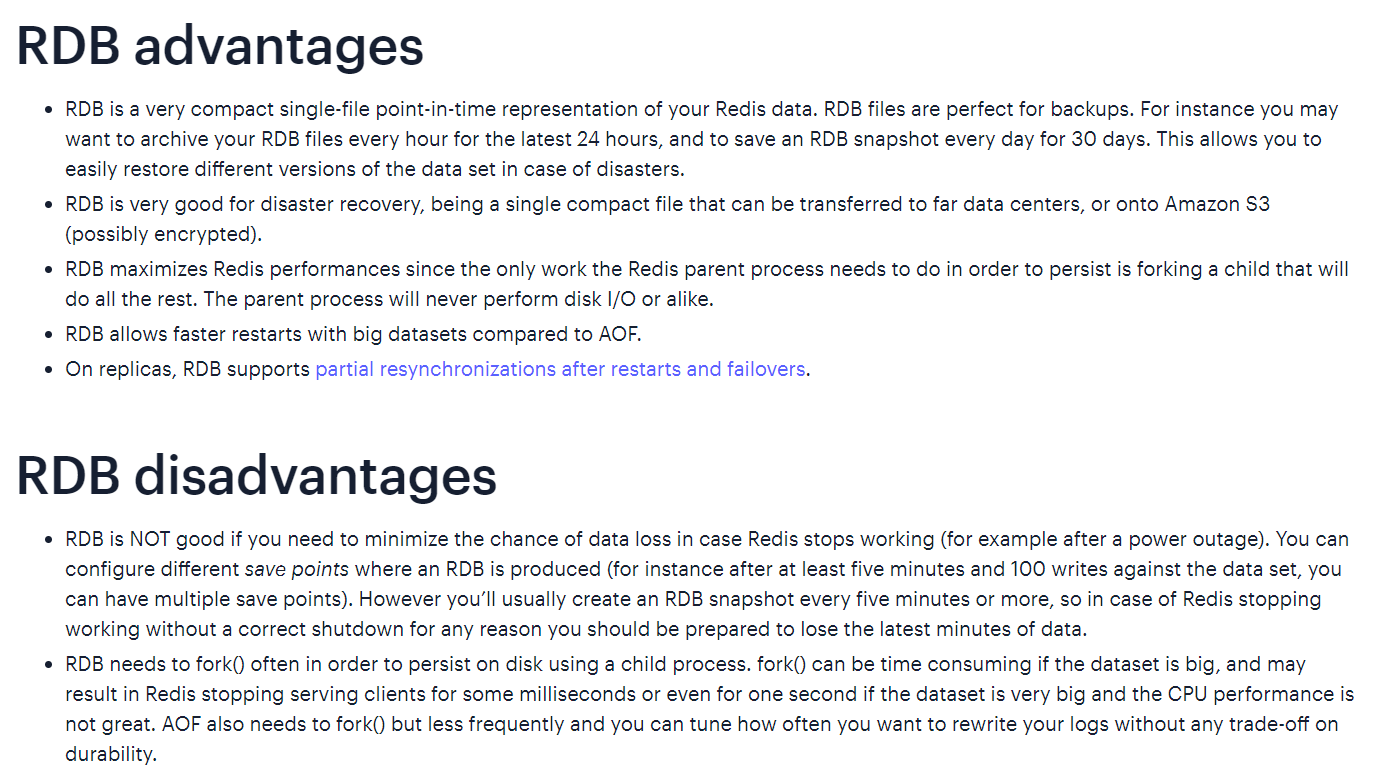 RDB advantages
• RDB is a very compact single-file point-in-time representation of your Redis data. RDB files are perfect for backups. For instance you may
want to archive your RDB files every hour for the latest 24 hours, and to save an RDB snapshot every day for 30 days. This allows you to
easily restore different versions of the data set in case of disasters.
• RDB is very good for disaster recovery, being a single compact file that can be transferred to far data centers, or onto Amazon S3
(possibly encrypted).
• RDB maximizes Redis performances since the only work the Redis parent process needs to do in order to persist is forking a child that will
do all the rest. The parent process will never perform disk I/O or alike.
• RDB allows faster restarts with big datasets compared to AOF.
• On replicas, RDB supports partial resynchronizations after restarts and failovers.
RDB disadvantages
• RDB is NOT good if you need to minimize the chance of data loss in case Redis stops working (for example after a power outage). You can
configure different save points where an RDB is produced (for instance after at least five minutes and 100 writes against the data set, you
can have multiple save points). However you’ll usually create an RDB snapshot every five minutes or more, so in case of Redis stopping
working without a correct shutdown for any reason you should be prepared to lose the latest minutes of data.
• RDB needs to fork() often in order to persist on disk using a child process. fork() can be time consuming if the dataset is big, and may
result in Redis stopping serving clients for some milliseconds or even for one second if the dataset is very big and the CPU performance is
not great. AOF also needs to fork() but less frequently and you can tune how often you want to rewrite your logs without any trade-off on
durability.